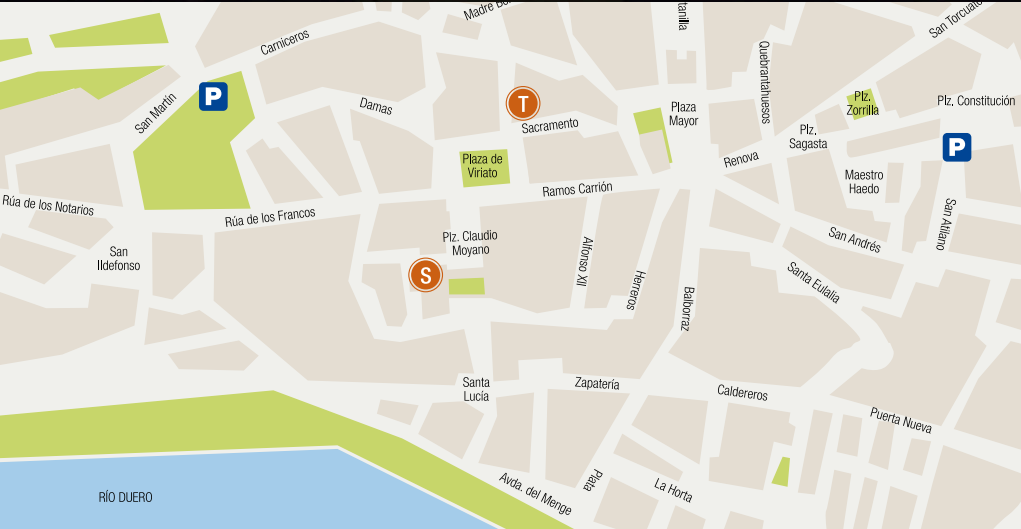 Madre
tanilla
San Torcuato
Carniceros
Quebrantahuesos
P
San Martín
Damas
T
Sacramento
Plaza
Mayor
Plz.
Zorrilla
Plz. Constitución
Plz.
Sagasta
P
Plaza de
Viriato
Renova
Maestro
Haedo
Ramos Carrión
Rúa de los Notarios
Rúa de los Francos
San Atilano
San
Ildefonso
Plz. Claudio
Moyano
San Andrés
Alfonso XII
S
Herreros
Santa Eulalia
Balborraz
Santa
Lucía
Zapatería
Caldereros
Puerta Nueva
RÍO DUERO
Avda. del Menge
Plata
La Horta